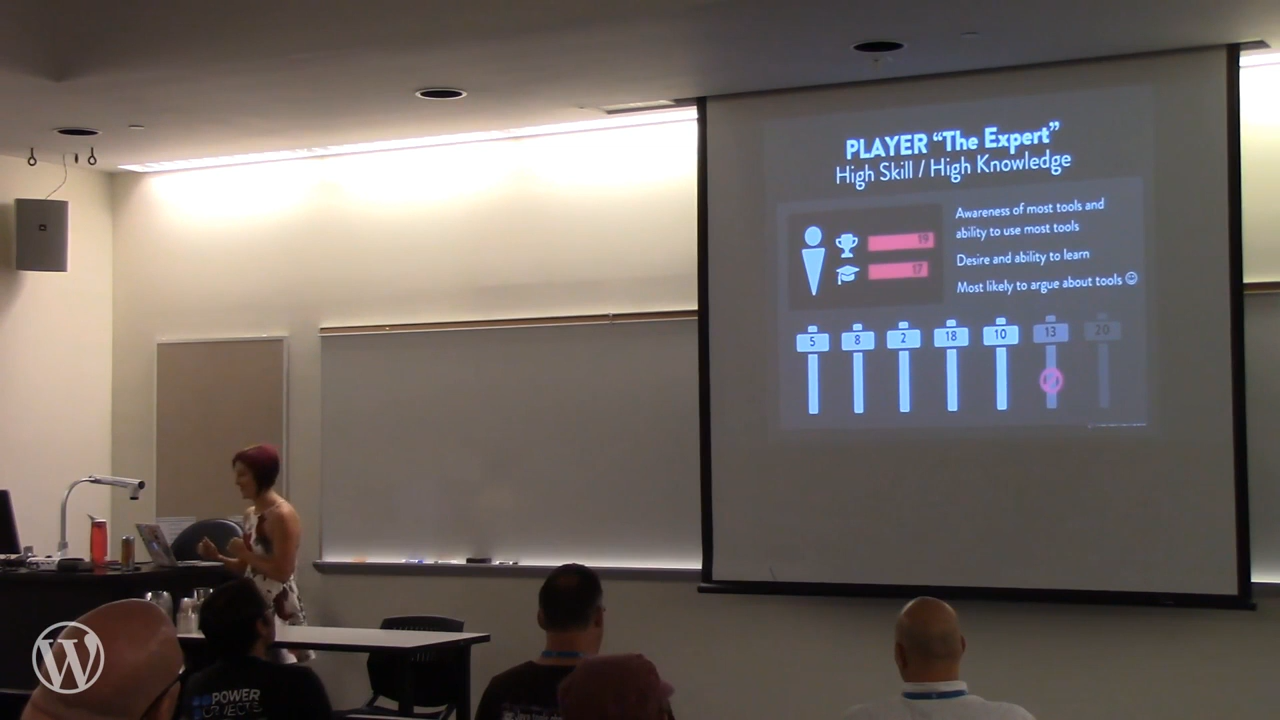 PLAYER “The Expert”
High Skill / High Knowledge
Awareness of most tools and
ability to use most tools
Desire and ability to learn
Most likely to argue about tools
19
17
5 8 2 18 10 13 20
POWER